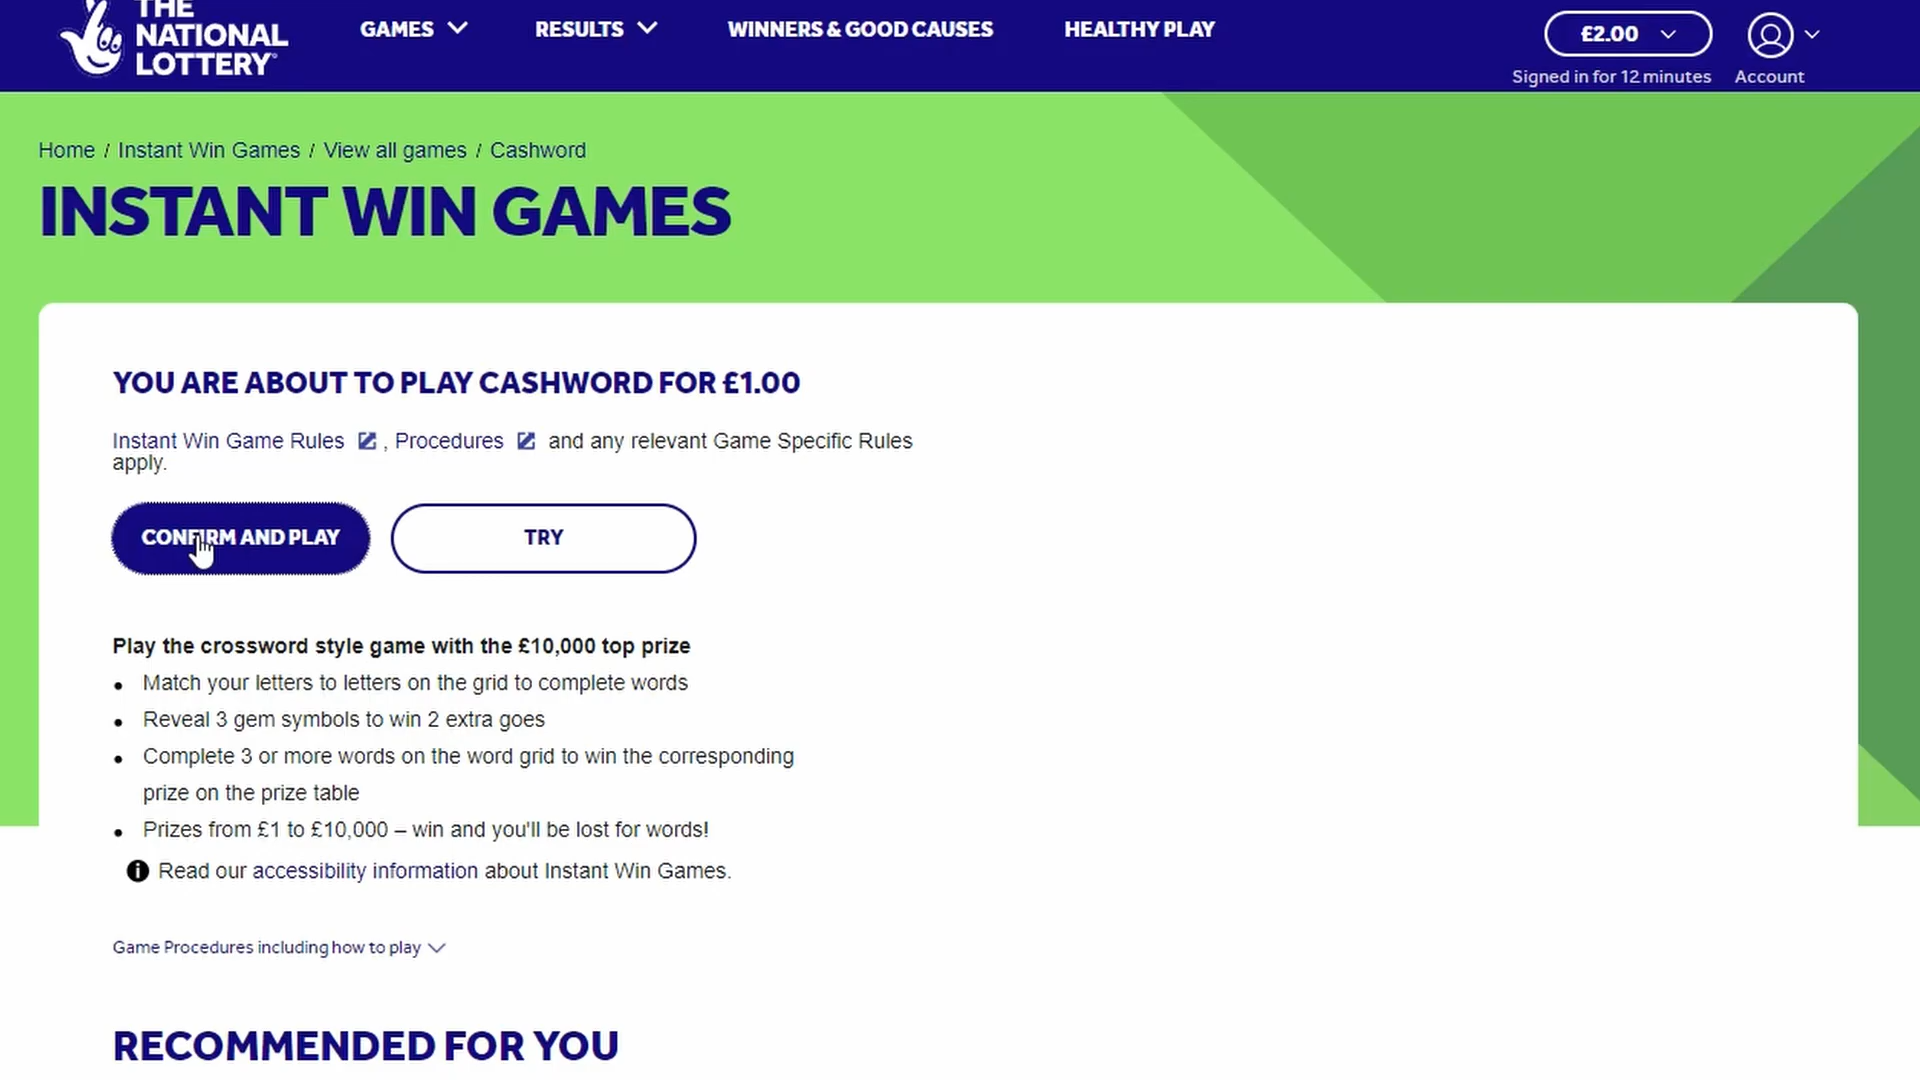 THE
NATIONAL
LOTTERY
GAMES
RESULTS
WINNERS & GOOD CAUSES
HEALTHY PLAY
£2.00
Signed in for 12 minutes
Account
Home / Instant Win Games / View all games / Cashword
INSTANT WIN GAMES
YOU ARE ABOUT TO PLAY CASHWORD FOR £1.00
Instant Win Game Rules , Procedures and any relevant Game Specific Rules
apply.
CONFIRM AND PLAY
TRY
Play the crossword style game with the £10,000 top prize
• Match your letters to letters on the grid to complete words
• Reveal 3 gem symbols to win 2 extra goes
• Complete 3 or more words on the word grid to win the corresponding
prize on the prize table
• Prizes from £1 to £10,000 – win and you'll be lost for words!
Read our accessibility information about Instant Win Games.
Game Procedures including how to play
RECOMMENDED FOR YOU